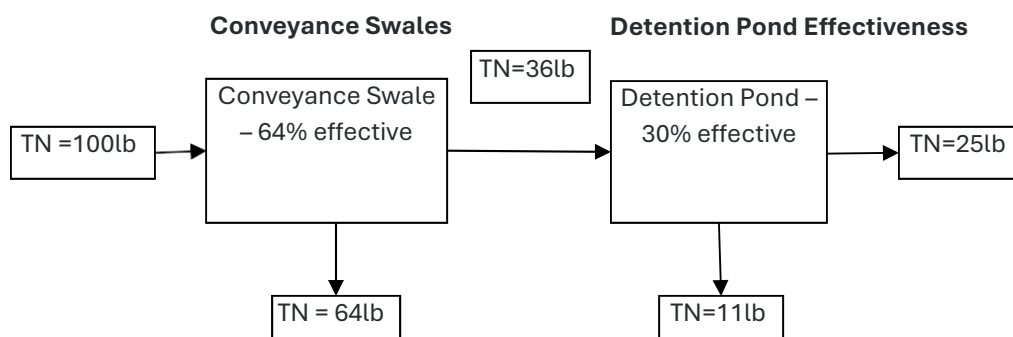 Conveyance Swales
Detention Pond Effectiveness
TN=36lb
Conveyance Swale
– 64% effective
Detention Pond –
30% effective
TN =100lb
TN=25lb
TN = 64lb
TN=11lb